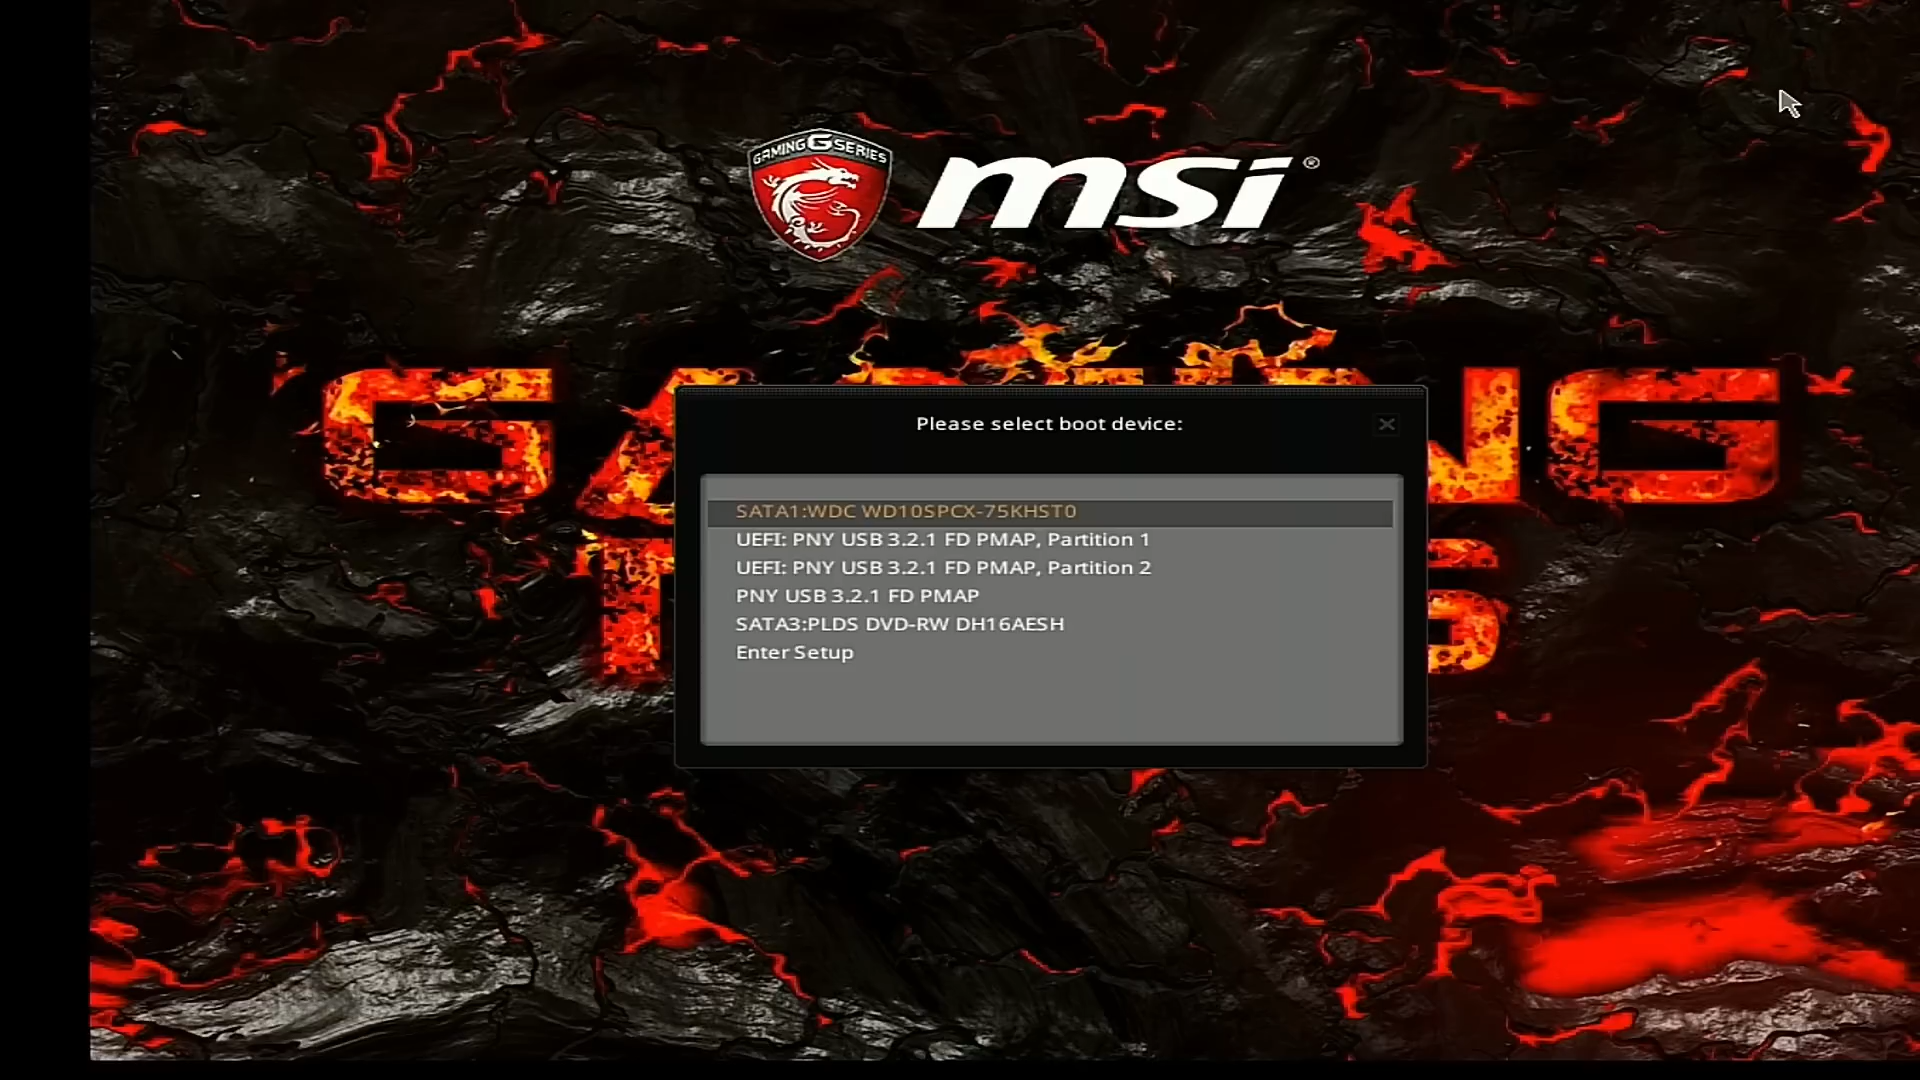 GAMING G SERIES
msi®
GAMING
Please select boot device:
SATA1:WDC WD10SPCX-75KHST0
UEFI: PNY USB 3.2.1 FD PMAP, Partition 1
UEFI: PNY USB 3.2.1 FD PMAP, Partition 2
PNY USB 3.2.1 FD PMAP
SATA3:PLDS DVD-RW DH16AESH
Enter Setup